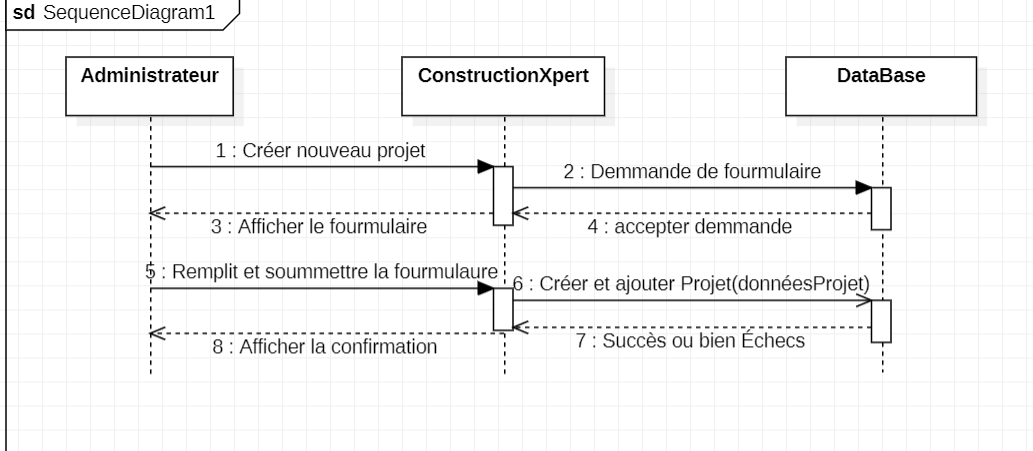 sd SequenceDiagram1
Administrateur
ConstructionXpert
DataBase
1 : Créer nouveau projet
2 : Demmande de fourmulaire
3 : Afficher le fourmulaire
4 : accepter demmande
5 : Remplit et soummettre la fourmulaure
6 : Créer et ajouter Projet(donnéesProjet)
7 : Succès ou bien Échecs
8 : Afficher la confirmation